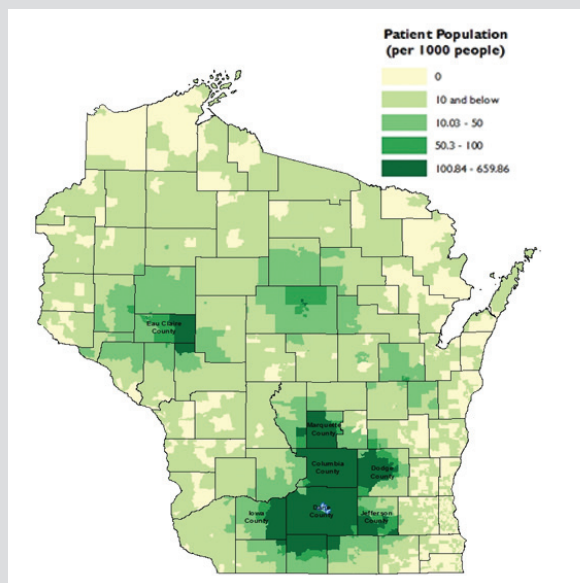 Patient Population
(per 1000 people)
0
10 and below
10.03 - 50
50.3 - 100
100.84 - 659.86
Eau Claire
County
Marquette
County
Columbia
County
Dodge
County
Iowa
County
County
Jefferson
County